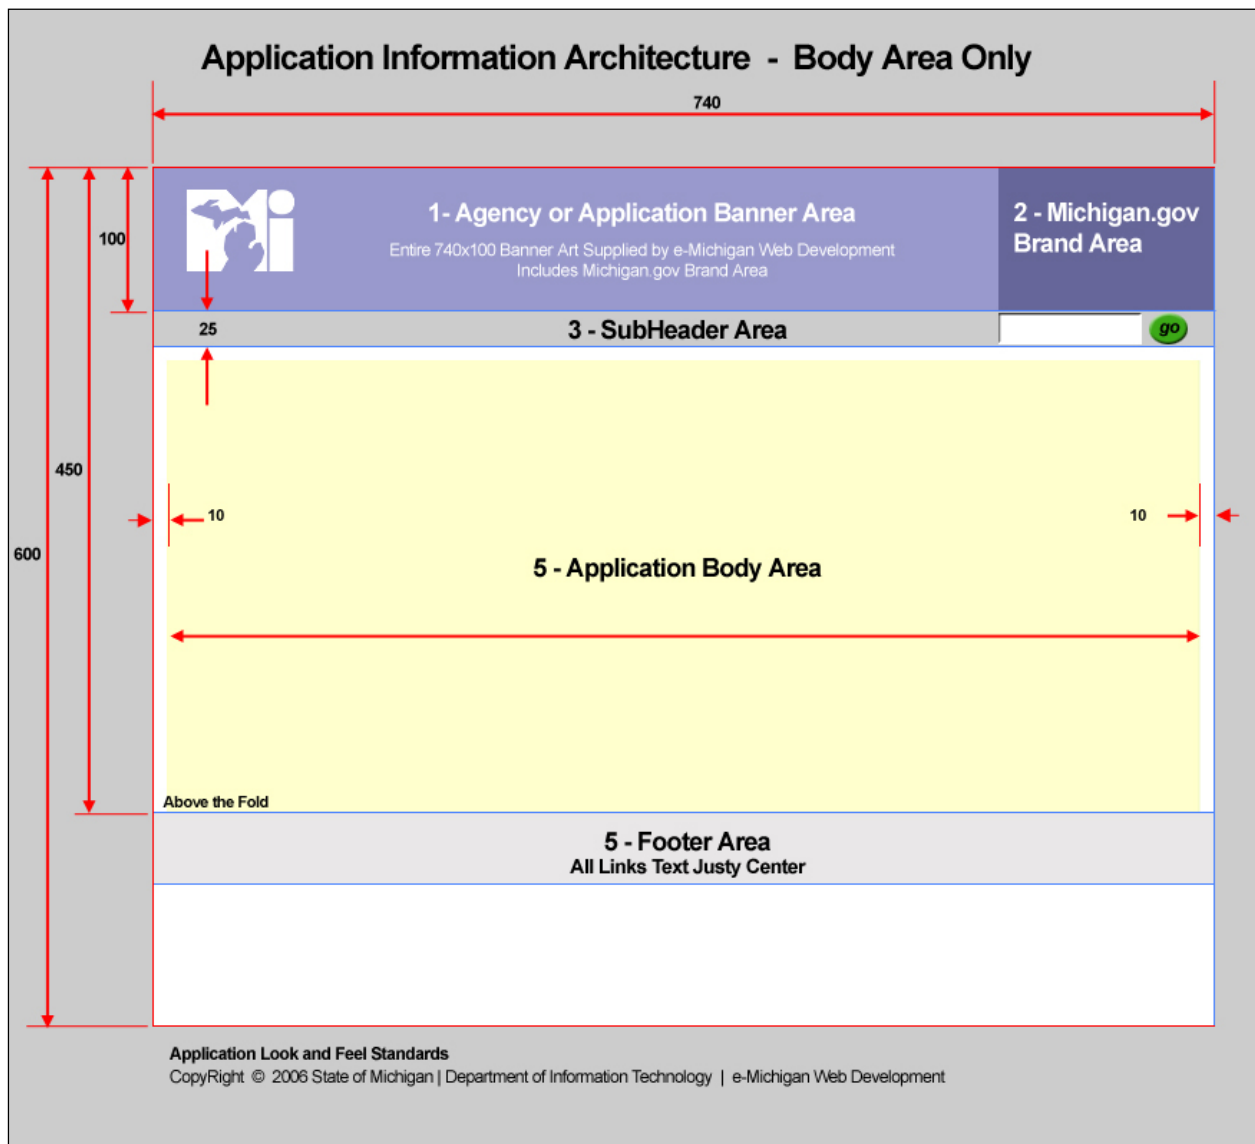 Application Information Architecture - Body Area Only
740
1- Agency or Application Banner Area
Entire 740x100 Banner Art Supplied by e-Michigan Web Development
Includes Michigan.gov Brand Area
2 - Michigan.gov
Brand Area
100
25
3 - SubHeader Area
go
450
10
10
600
5 - Application Body Area
Above the Fold
5 - Footer Area
All Links Text Justy Center
Application Look and Feel Standards
CopyRight © 2006 State of Michigan | Department of Information Technology | e-Michigan Web Development